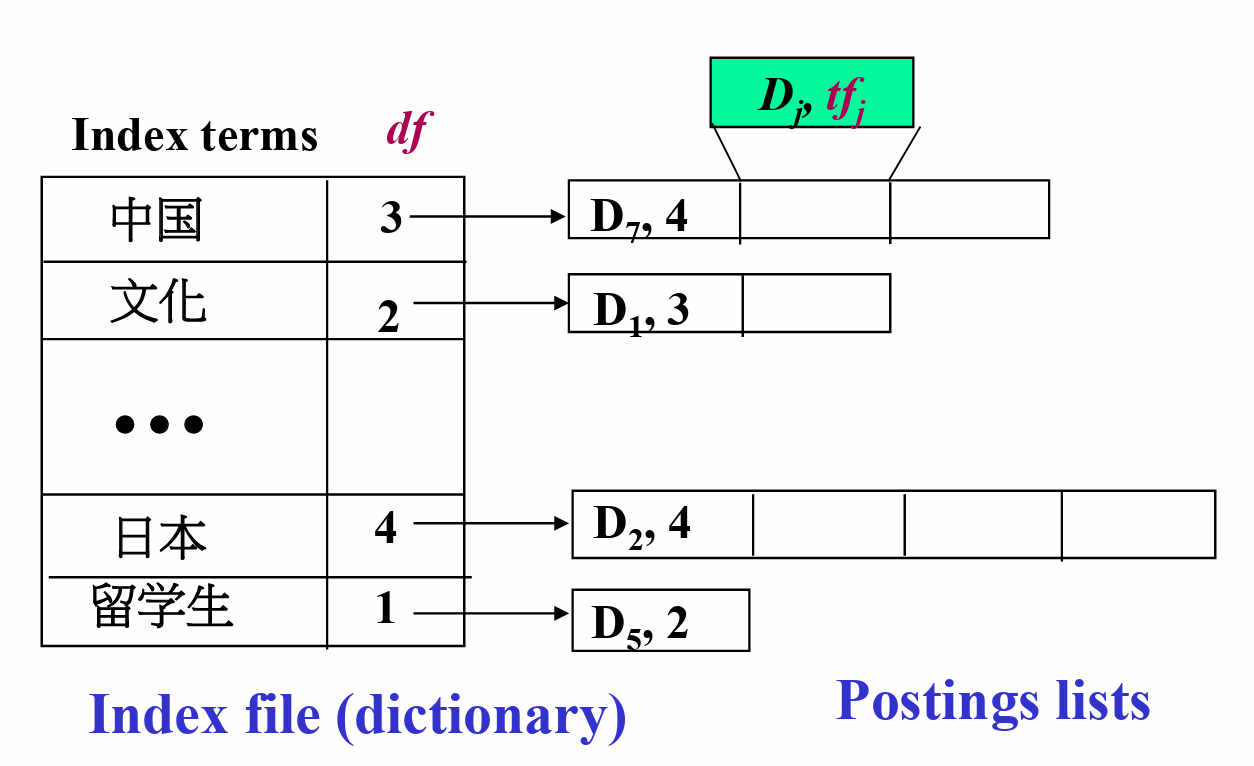 Dj, tfj
Index terms df
中国 3 D7, 4
文化 2 D1, 3
•••
日本 4 D2, 4
留学生 1 D5, 2
Index file (dictionary) Postings lists